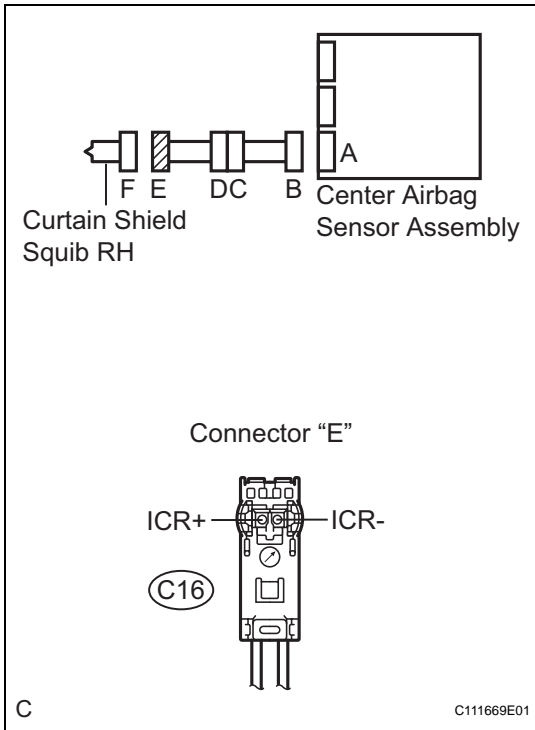 A
F E DC B
Center Airbag
Sensor Assembly
Curtain Shield
Squib RH
Connector “E”
ICR+
ICR-
C16
C
C111669E01